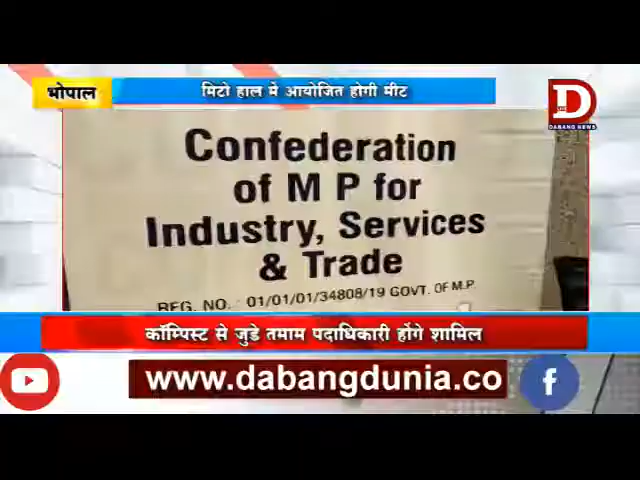 भोपाल
मिटो हाल में आयोजित होगी मीट
D
DABANG NEWS
Confederation
of M P for
Industry, Services
& Trade
REG. NO. : 01/01/01/34808/19 GOVT. OF M.P.
कॉम्पिस्ट से जुडे तमाम पदाधिकारी होंगे शामिल
www.dabangdunia.co
f